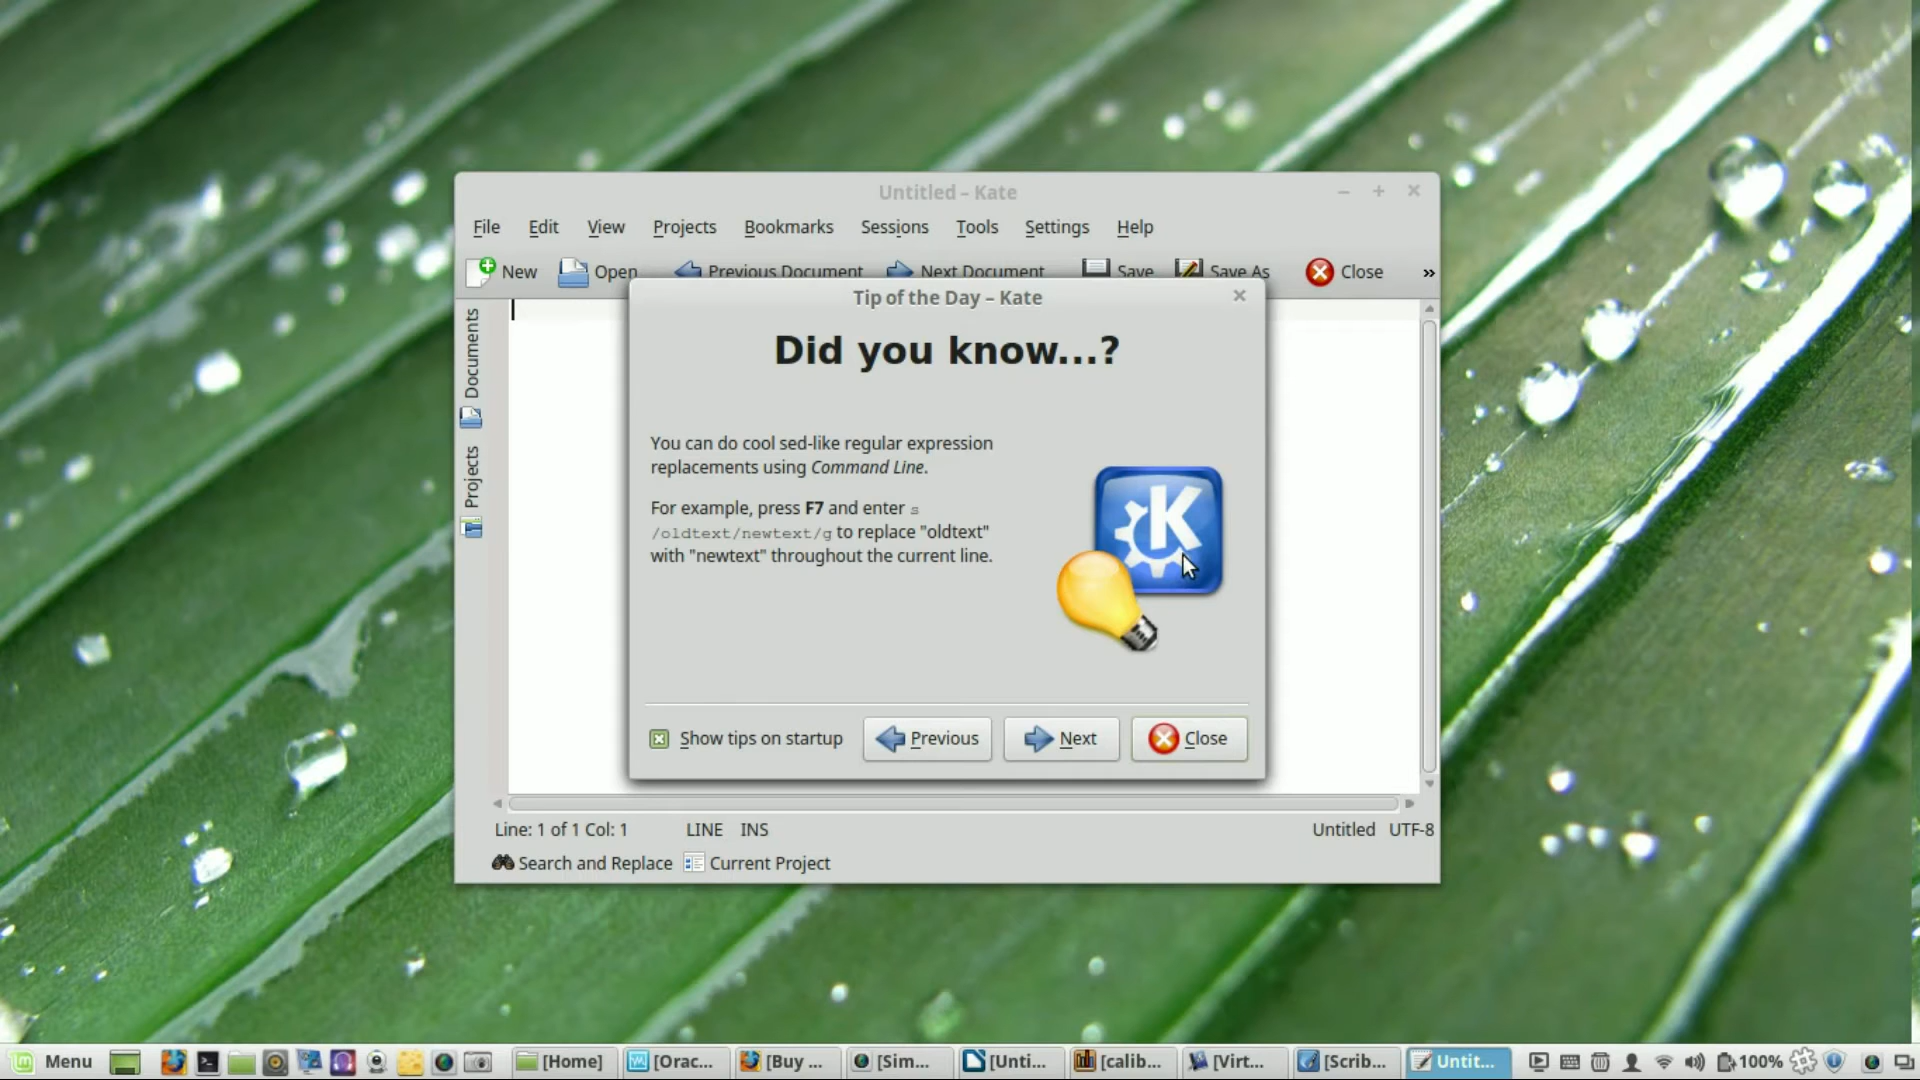 Untitled – Kate
File Edit View Projects Bookmarks Sessions Tools Settings Help
New Open Previous Document Next Document Save Save As Close »
Documents
Projects
Tip of the Day – Kate
Did you know...?
You can do cool sed-like regular expression
replacements using Command Line.
For example, press F7 and enter s
/oldtext/newtext/g to replace "oldtext"
with "newtext" throughout the current line.
Show tips on startup Previous Next Close
Line: 1 of 1 Col: 1 LINE INS Untitled UTF-8
Search and Replace Current Project
Menu [Home] [Orac... [Buy ... [Sim... [Unti... [calib... [Virt... [Scrib... Untit... 100%